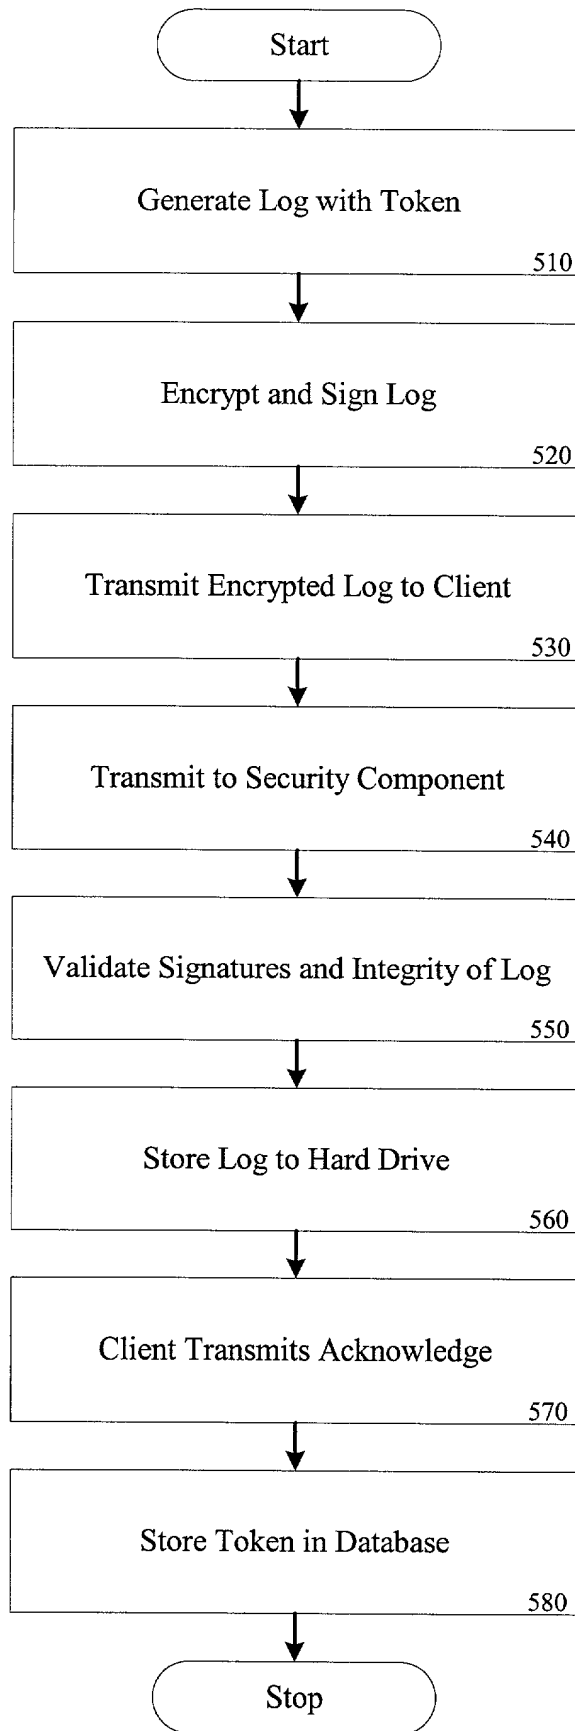 Start
Generate Log with Token
510
Encrypt and Sign Log
520
Transmit Encrypted Log to Client
530
Transmit to Security Component
540
Validate Signatures and Integrity of Log
550
Store Log to Hard Drive
560
Client Transmits Acknowledge
570
Store Token in Database
580
Stop